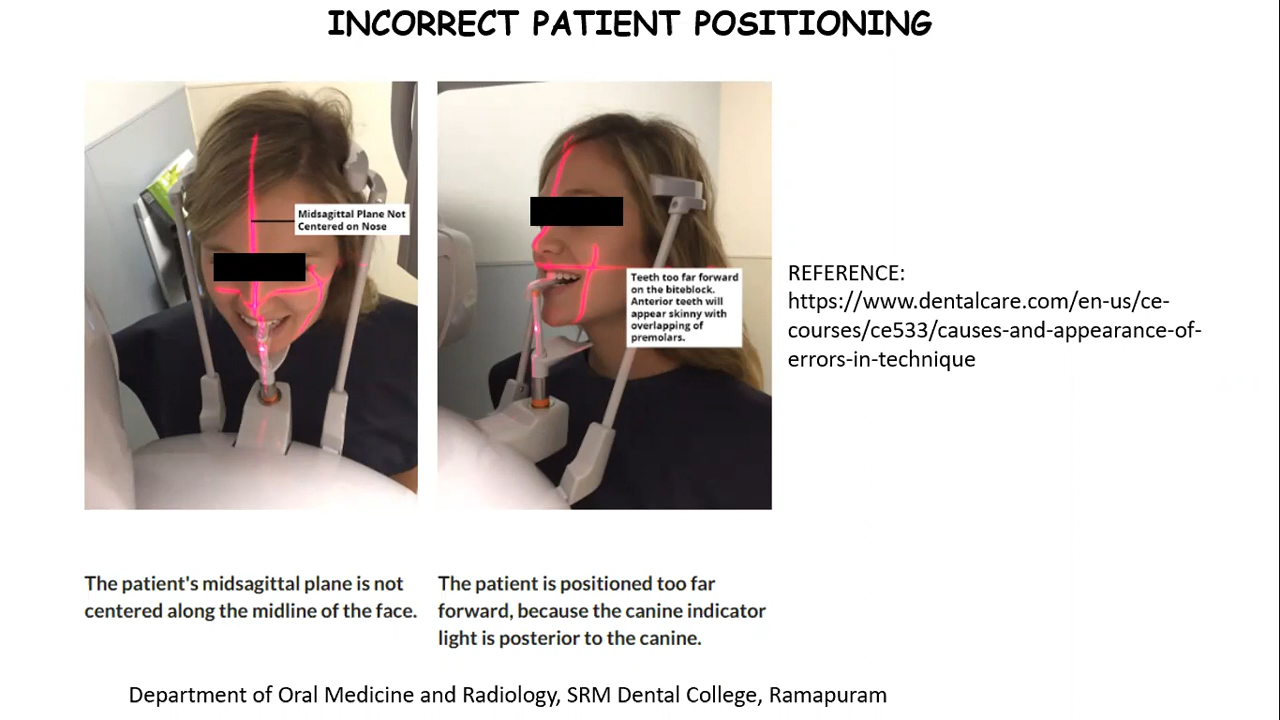 INCORRECT PATIENT POSITIONING
Midsagittal Plane Not
Centered on Nose
Teeth too far forward
on the biteblock.
Anterior teeth will
appear skinny with
overlapping of
premolars.
REFERENCE:
https://www.dentalcare.com/en-us/ce-
courses/ce533/causes-and-appearance-of-
errors-in-technique
The patient's midsagittal plane is not
centered along the midline of the face.
The patient is positioned too far
forward, because the canine indicator
light is posterior to the canine.
Department of Oral Medicine and Radiology, SRM Dental College, Ramapuram